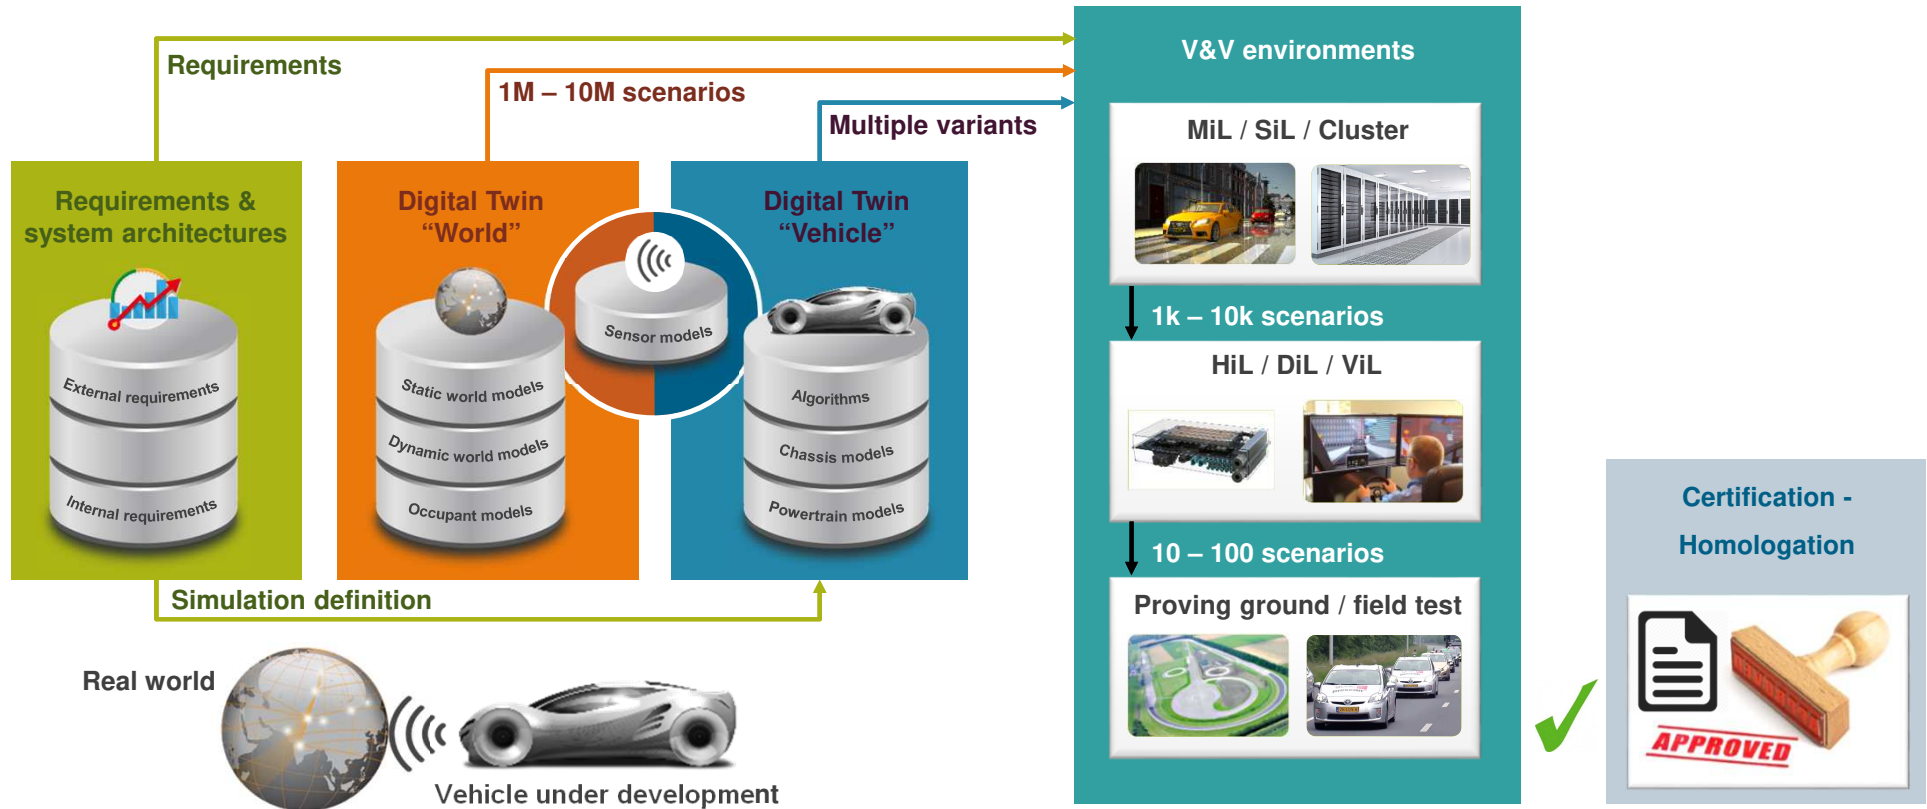 Requirements
1M – 10M scenarios
Multiple variants
Requirements &
system architectures
External requirements
Internal requirements
Digital Twin
“World”
Static world models
Dynamic world models
Occupant models
Sensor models
Digital Twin
“Vehicle”
Algorithms
Chassis models
Powertrain models
Simulation definition
Real world
Vehicle under development
V&V environments
MiL / SiL / Cluster
1k – 10k scenarios
HiL / DiL / ViL
10 – 100 scenarios
Proving ground / field test
Certification -
Homologation
APPROVED